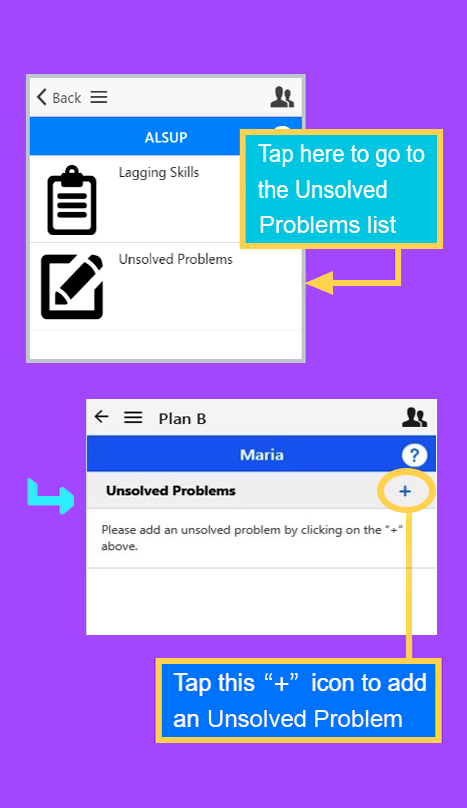 Back
ALSUP
Lagging Skills
Tap here to go to
the Unsolved
Problems list
Unsolved Problems
Plan B
Maria
?
Unsolved Problems +
Please add an unsolved problem by clicking on the "+"
above.
Tap this “+” icon to add
an Unsolved Problem